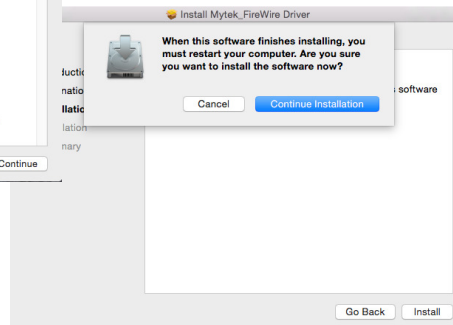 Install Mytek_FireWire Driver
When this software finishes installing, you
must restart your computer. Are you sure
you want to install the software now?
Cancel
Continue Installation
software
Continue
Go Back
Install